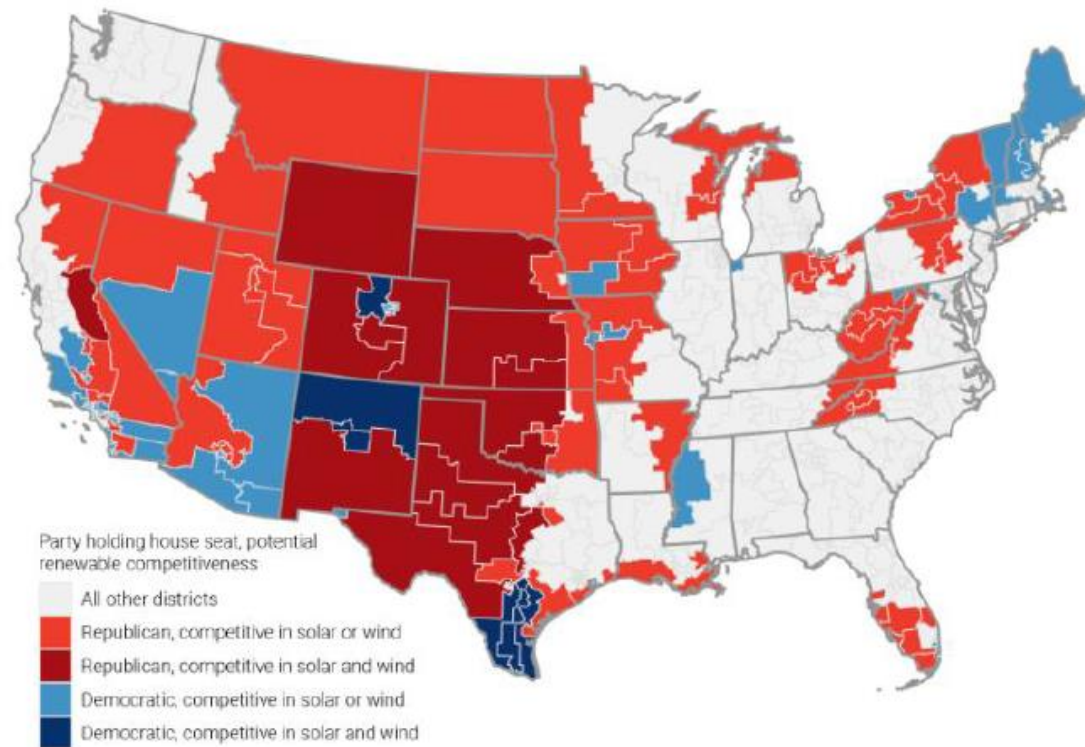 Party holding house seat, potential
renewable competitiveness
All other districts
Republican, competitive in solar or wind
Republican, competitive in solar and wind
Democratic, competitive in solar or wind
Democratic, competitive in solar and wind